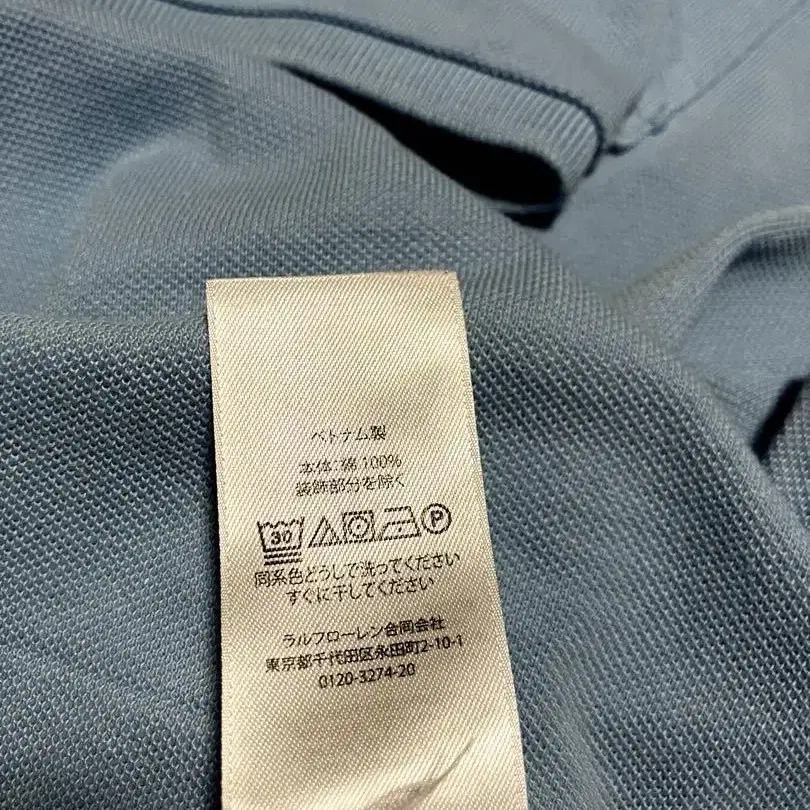 ベトナム製
本体: 綿 100%
装飾部分を除く
30 P
同系色どうしで洗ってください
すぐに干してください
ラルフローレン合同会社
東京都千代田区永田町2-10-1
0120-3274-20